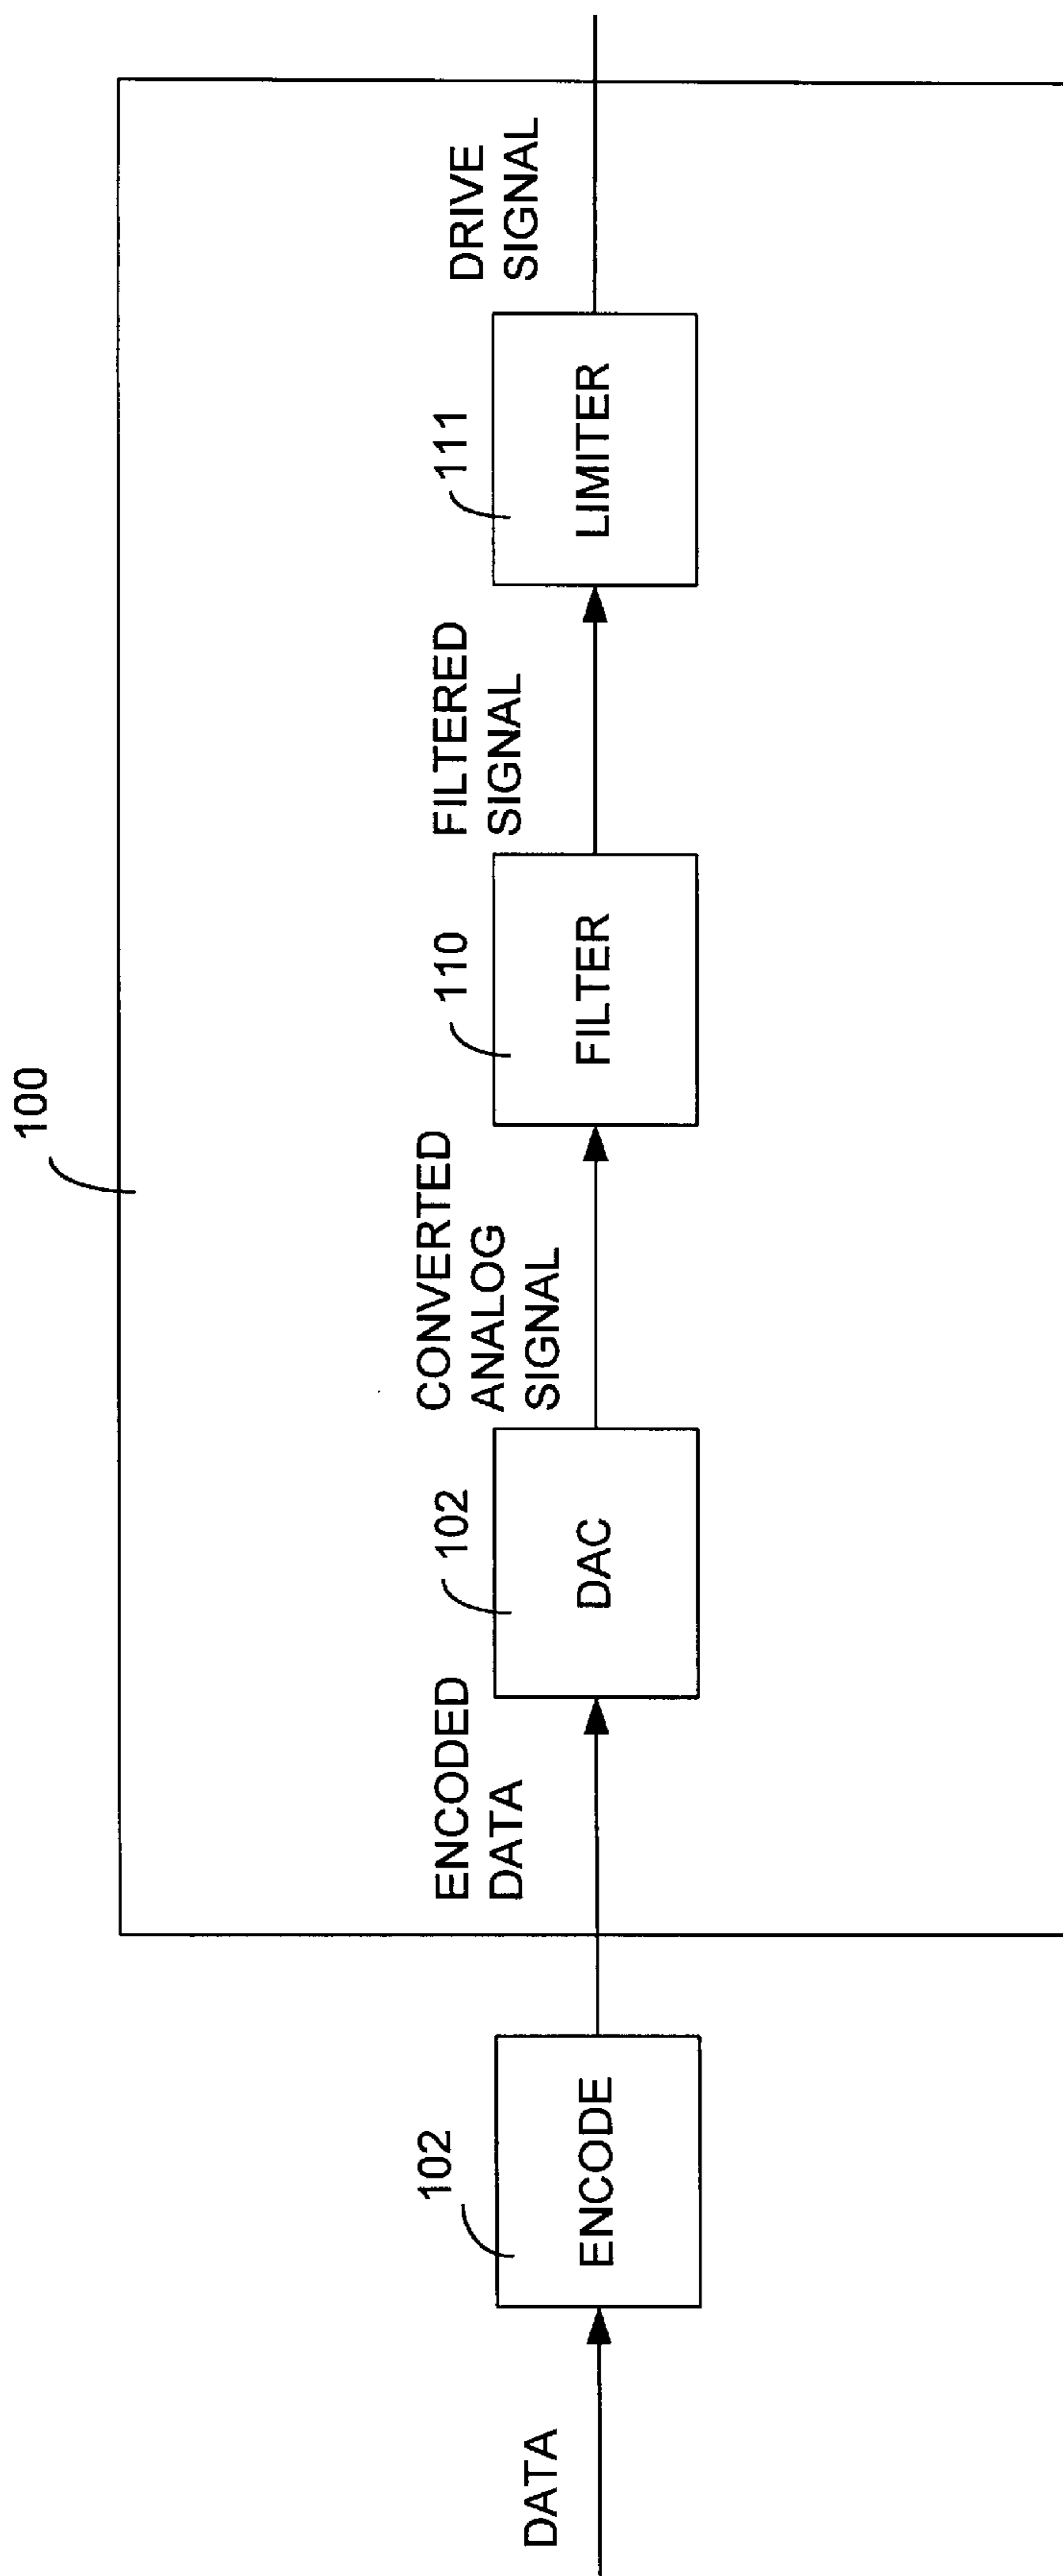 100
DATA
102
ENCODE
ENCODED
DATA
102
DAC
CONVERTED
ANALOG
SIGNAL
110
FILTER
FILTERED
SIGNAL
111
LIMITER
DRIVE
SIGNAL